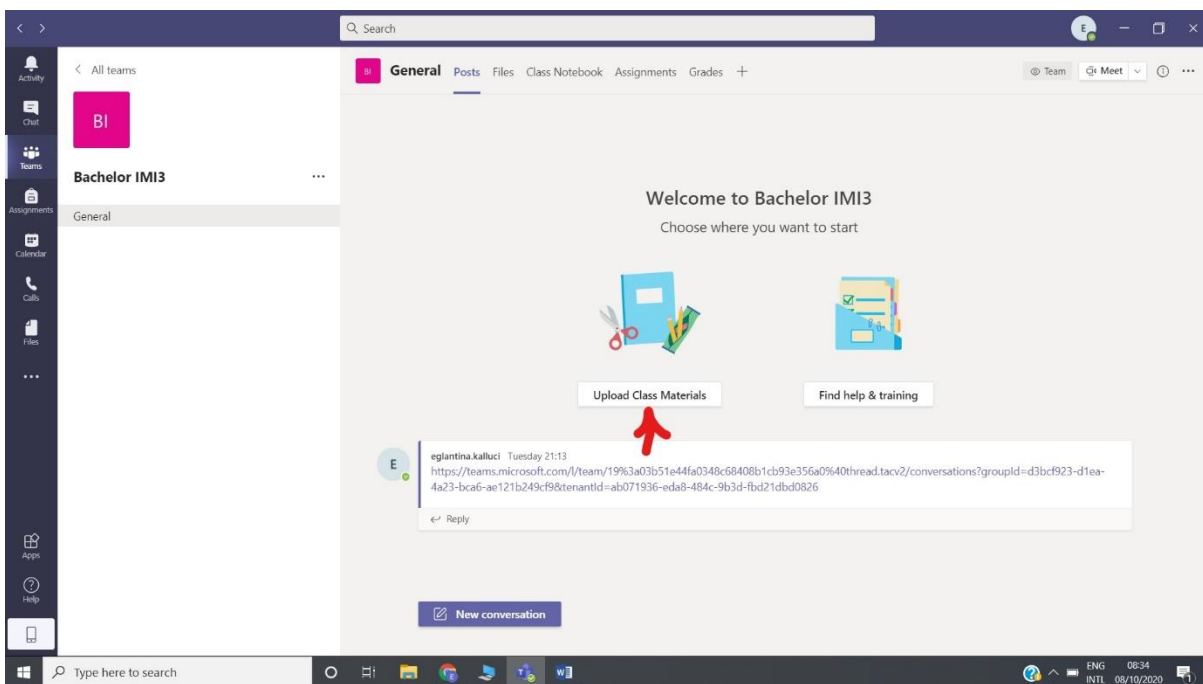 Search
E
Activity
Chat
Teams
Assignments
Calendar
Calls
Files
Apps
Help
All teams
BI
Bachelor IMI3
General
BI
General Posts Files Class Notebook Assignments Grades +
Team
Meet
Welcome to Bachelor IMI3
Choose where you want to start
Upload Class Materials
Find help & training
E
eglantina.kalluci Tuesday 21:13
https://teams.microsoft.com/l/team/19%3a03b51e44fa0348c68408b1cb93e356a0%40thread.tacv2/conversations?groupId=d3bcf923-d1ea-
4a23-bca6-ae121b249cf9&tenantId=ab071936-eda8-484c-9b3d-fbd21dbd0826
Reply
New conversation
Type here to search
ENG 08:34
INTL 08/10/2020